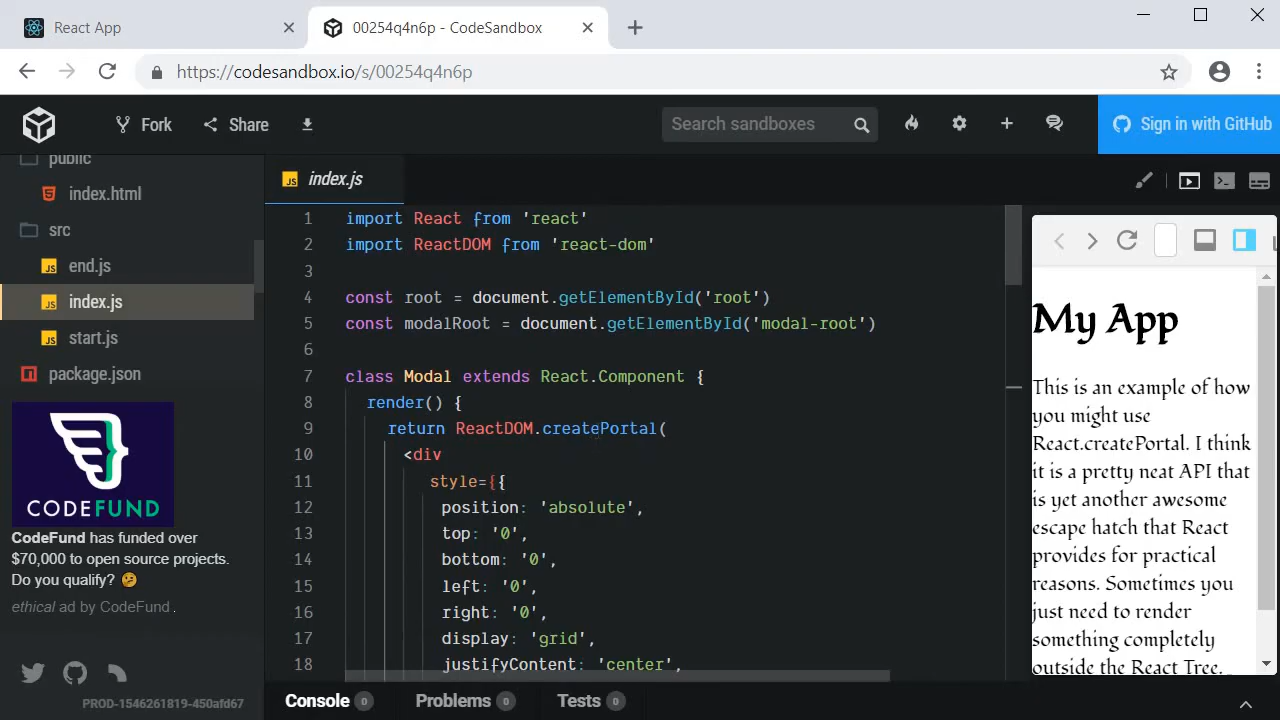 React App
00254q4n6p - CodeSandbox
https://codesandbox.io/s/00254q4n6p
Fork
Share
Search sandboxes
Sign in with GitHub
public
index.html
src
end.js
index.js
start.js
package.json
CODEFUND
CodeFund has funded over
$70,000 to open source projects.
Do you qualify? 🤔
ethical ad by CodeFund .
PROD-1546261819-450afd67
index.js
1 import React from 'react'
2 import ReactDOM from 'react-dom'
3
4 const root = document.getElementById('root')
5 const modalRoot = document.getElementById('modal-root')
6
7 class Modal extends React.Component {
8 render() {
9 return ReactDOM.createPortal(
10 <div
11 style={{
12 position: 'absolute',
13 top: '0',
14 bottom: '0',
15 left: '0',
16 right: '0',
17 display: 'grid',
18 justifyContent: 'center',
My App
This is an example of how
you might use
React.createPortal. I think
it is a pretty neat API that
is yet another awesome
escape hatch that React
provides for practical
reasons. Sometimes you
just need to render
something completely
outside the React Tree.
Console 0
Problems 0
Tests 0